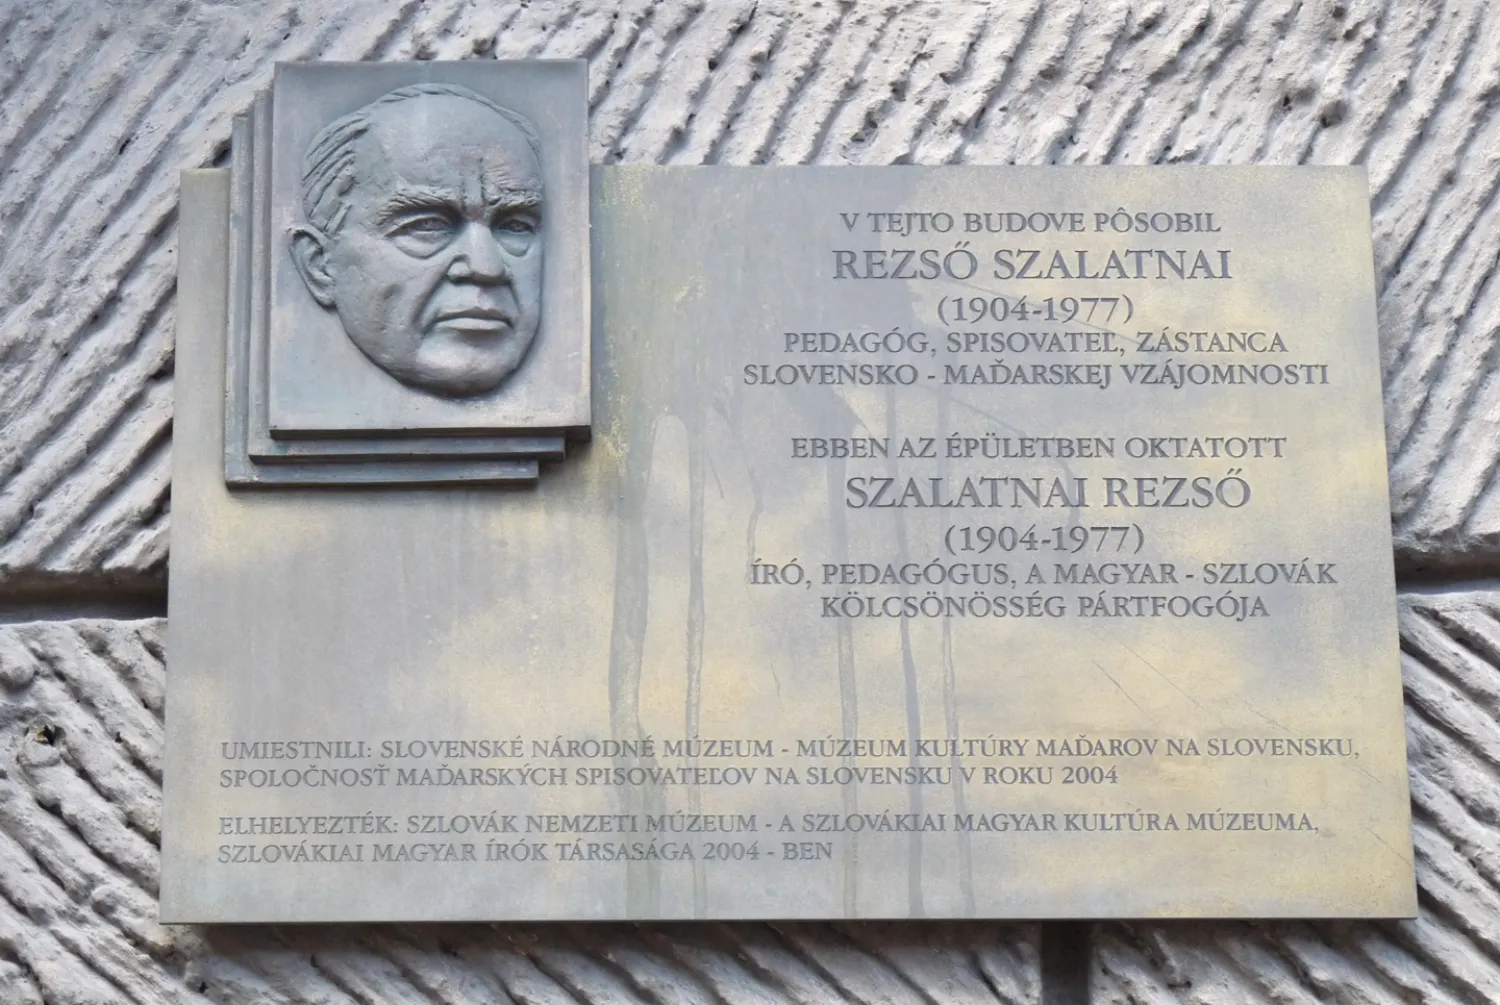 V TEJTO BUDOVE PÔSOBIL
REZSŐ SZALATNAI
(1904-1977)
PEDAGÓG, SPISOVATEĽ, ZÁSTANCA
SLOVENSKO - MAĎARSKEJ VZÁJOMNOSTI
EBBEN AZ ÉPÜLETBEN OKTATOTT
SZALATNAI REZSŐ
(1904-1977)
ÍRÓ, PEDAGÓGUS, A MAGYAR - SZLOVÁK
KÖLCSÖNÖSSÉG PÁRTFOGÓJA
UMIESTNILI: SLOVENSKÉ NÁRODNÉ MÚZEUM - MÚZEUM KULTÚRY MAĎAROV NA SLOVENSKU,
SPOLOČNOSŤ MAĎARSKÝCH SPISOVATEĽOV NA SLOVENSKU V ROKU 2004
ELHELYEZTÉK: SZLOVÁK NEMZETI MÚZEUM - A SZLOVÁKIAI MAGYAR KULTÚRA MÚZEUMA,
SZLOVÁKIAI MAGYAR ÍRÓK TÁRSASÁGA 2004 - BEN